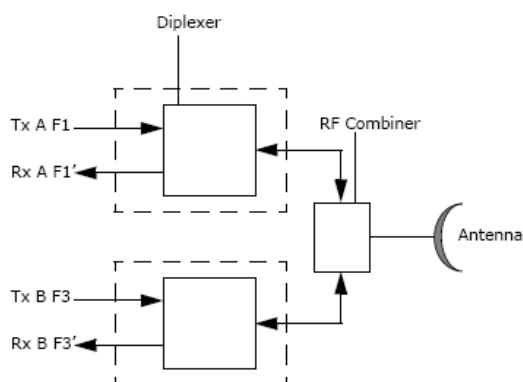 Diplexer
Tx A F1
RF Combiner
Rx A F1’
Antenna
Tx B F3
Rx B F3’